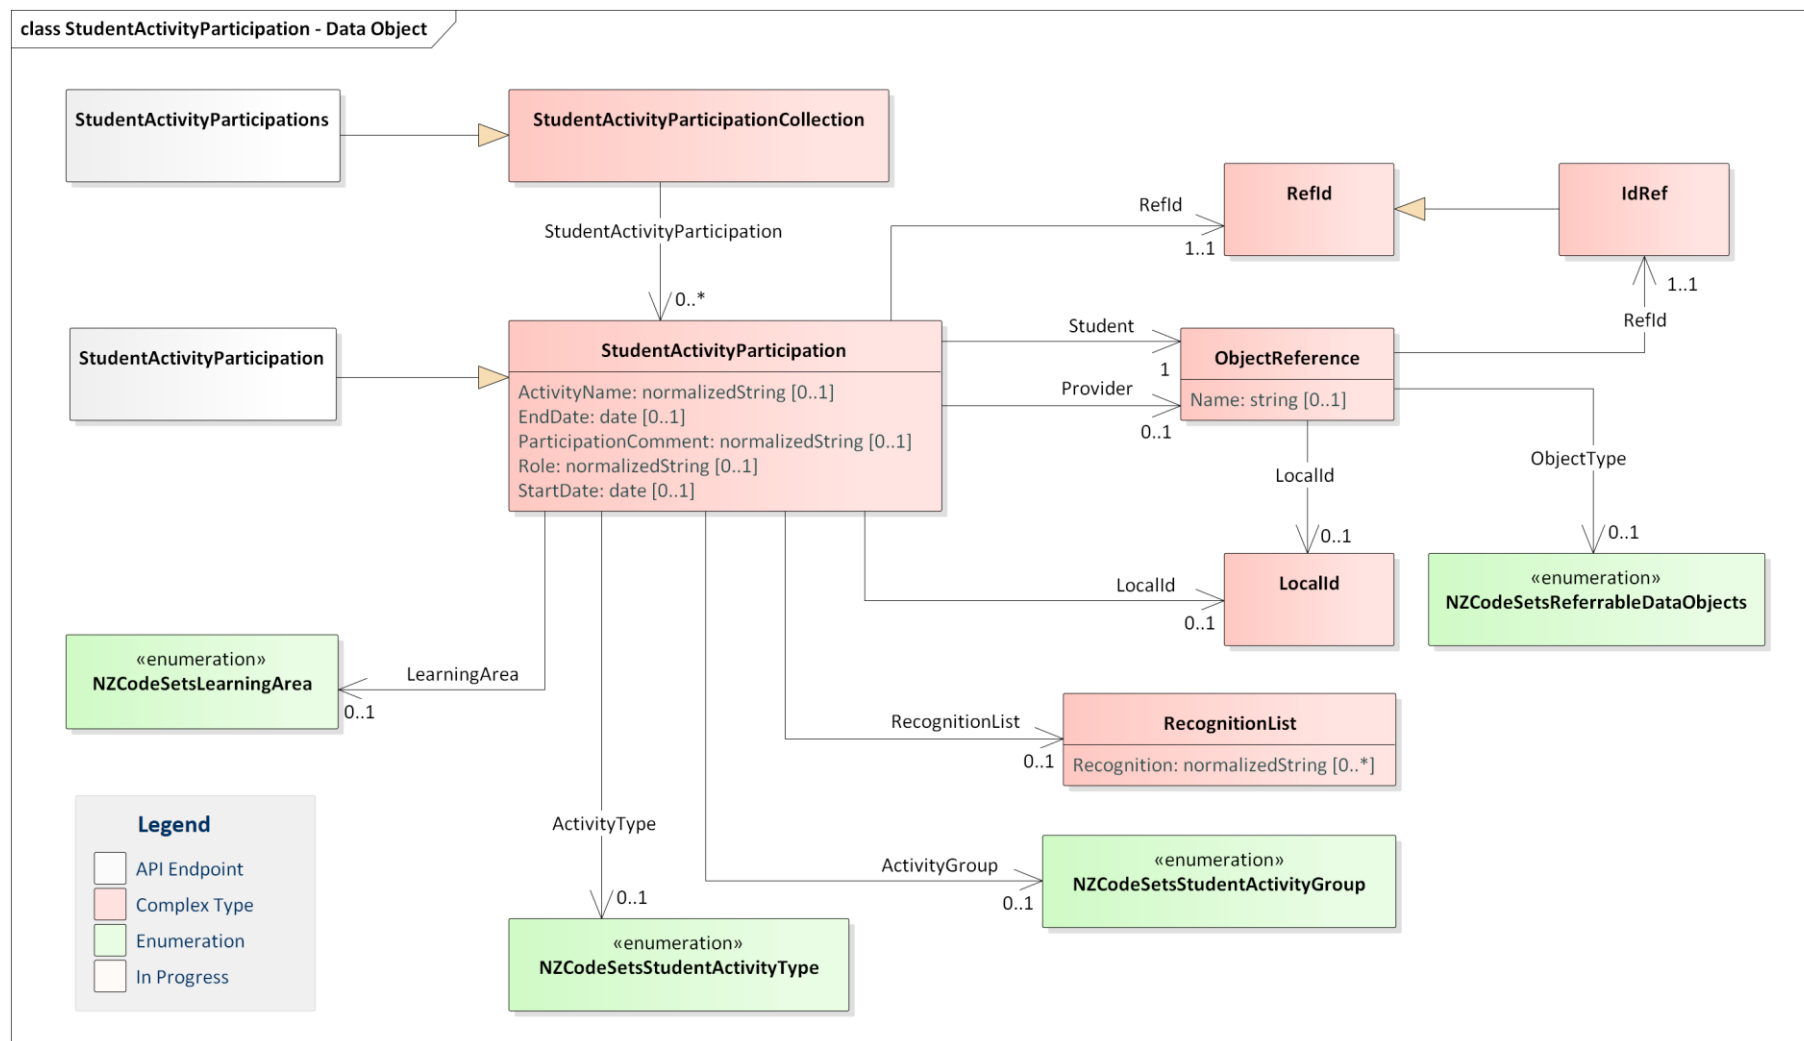 class StudentActivityParticipation - Data Object
StudentActivityParticipations
StudentActivityParticipationCollection
StudentActivityParticipation
0..*
RefId
1..1
RefId
IdRef
1..1
RefId
StudentActivityParticipation
StudentActivityParticipation
ActivityName: normalizedString [0..1]
EndDate: date [0..1]
ParticipationComment: normalizedString [0..1]
Role: normalizedString [0..1]
StartDate: date [0..1]
Student
1
Provider
0..1
ObjectReference
Name: string [0..1]
LocalId
0..1
ObjectType
0..1
LocalId
0..1
LocalId
«enumeration»
NZCodeSetsReferrableDataObjects
«enumeration»
NZCodeSetsLearningArea
LearningArea
0..1
RecognitionList
0..1
RecognitionList
Recognition: normalizedString [0..*]
ActivityType
0..1
ActivityGroup
0..1
«enumeration»
NZCodeSetsStudentActivityGroup
«enumeration»
NZCodeSetsStudentActivityType
Legend
API Endpoint
Complex Type
Enumeration
In Progress